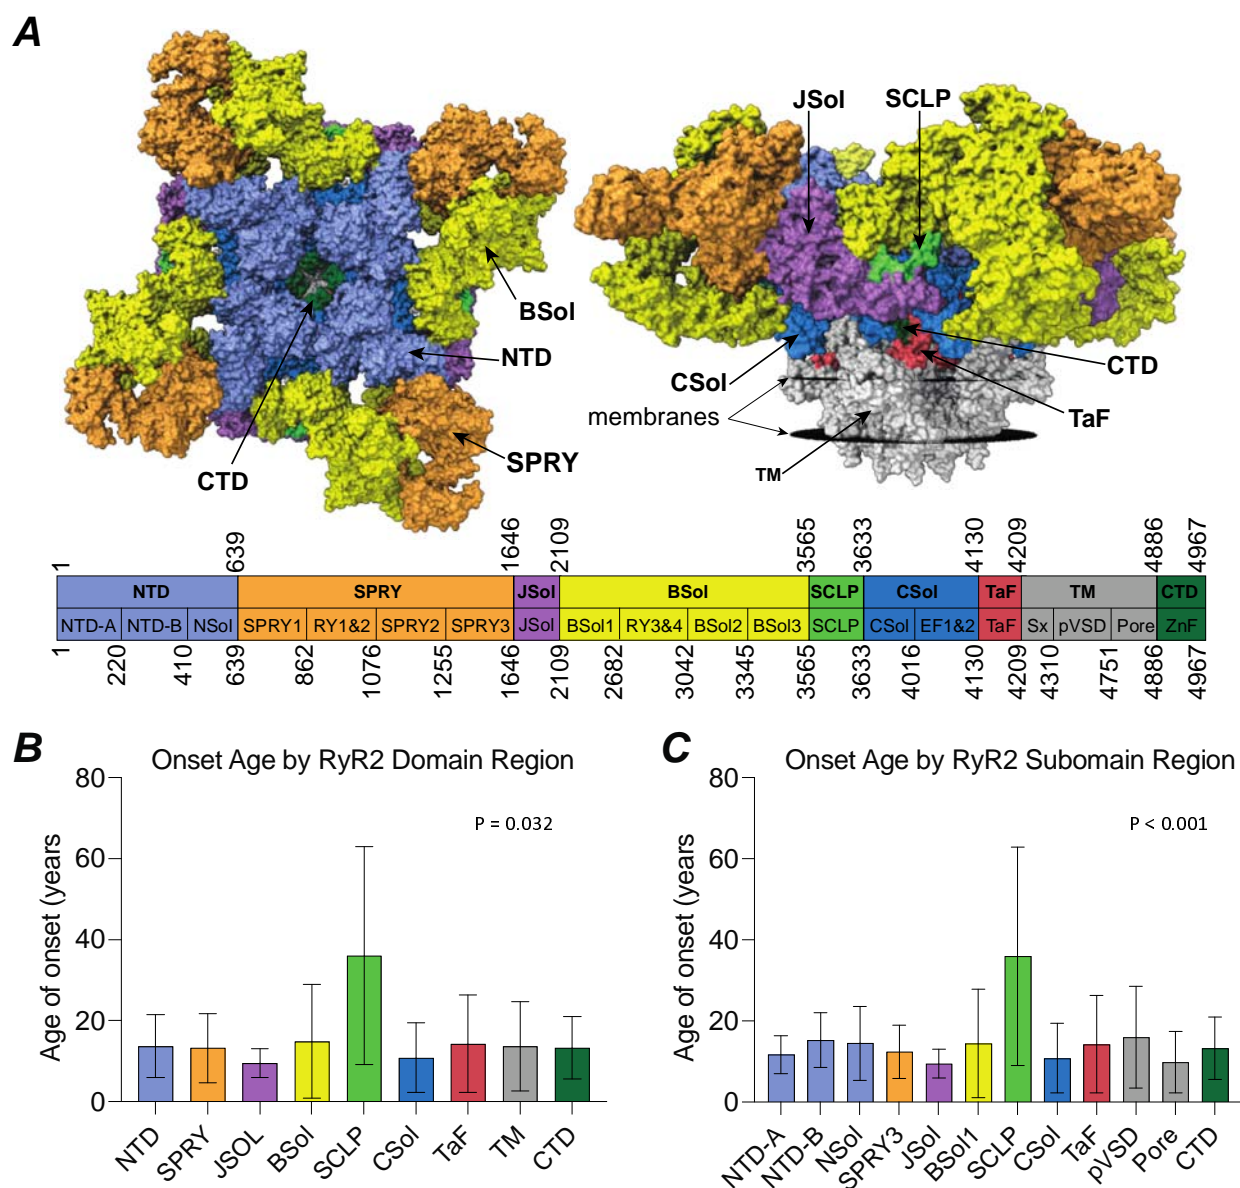 A
JSol
SCLP
BSol
NTD
CSol
CTD
membranes
TaF
CTD
SPRY
TM
1 639 1646 2109 3565 3633 4130 4209 4886 4967
NTD SPRY JSol BSol SCLP CSol TaF TM CTD
NTD-A NTD-B NSol SPRY1 RY1&2 SPRY2 SPRY3 JSol BSol1 RY3&4 BSol2 BSol3 SCLP CSol EF1&2 TaF Sx pVSD Pore ZnF
1 220 410 639 862 1076 1255 1646 2109 2682 3042 3345 3565 3633 4016 4130 4209 4310 4751 4886 4967
B
Onset Age by RyR2 Domain Region
P = 0.032
Age of onset (years)
80
60
40
20
0
NTD SPRY JSOL BSol SCLP CSol TaF TM CTD
C
Onset Age by RyR2 Subomain Region
P < 0.001
Age of onset (years)
80
60
40
20
0
NTD-A NTD-B NSol SPRY3 JSol BSol1 SCLP CSol TaF pVSD Pore CTD